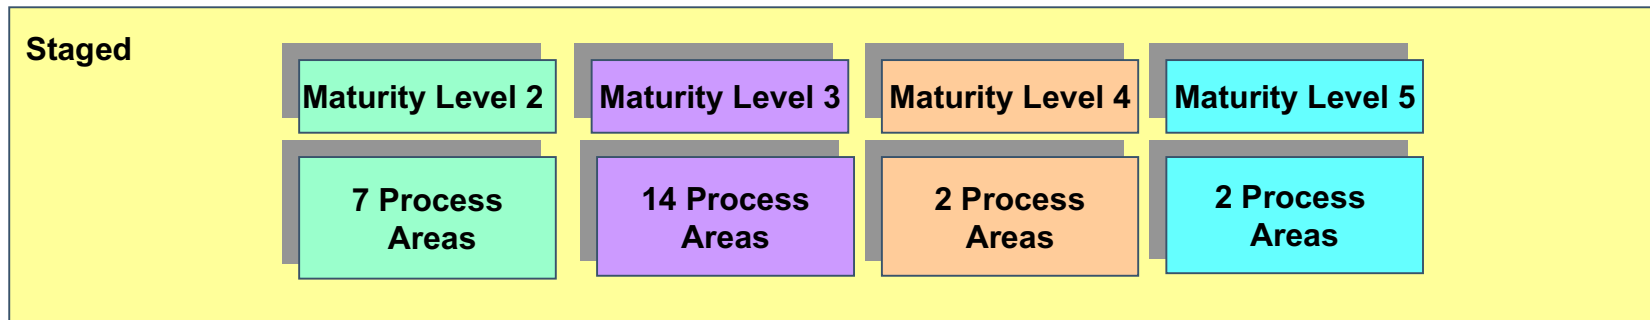 Staged
Maturity Level 2
Maturity Level 3
Maturity Level 4
Maturity Level 5
7 Process
Areas
14 Process
Areas
2 Process
Areas
2 Process
Areas